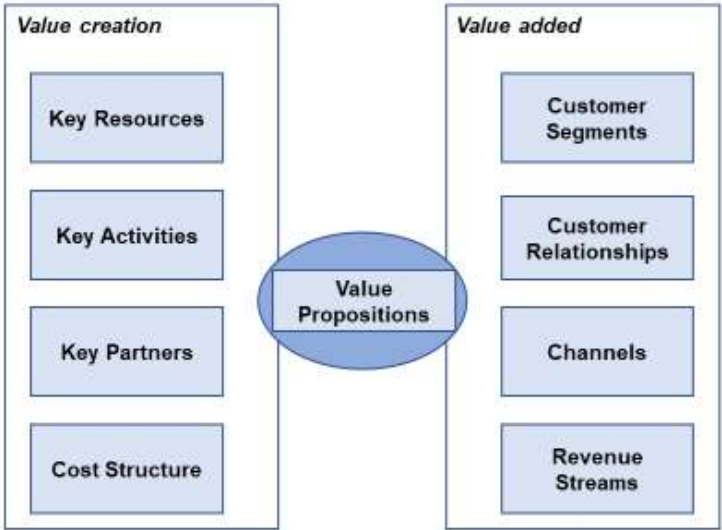 Value creation
Key Resources
Key Activities
Key Partners
Cost Structure
Value
Propositions
Value added
Customer
Segments
Customer
Relationships
Channels
Revenue
Streams